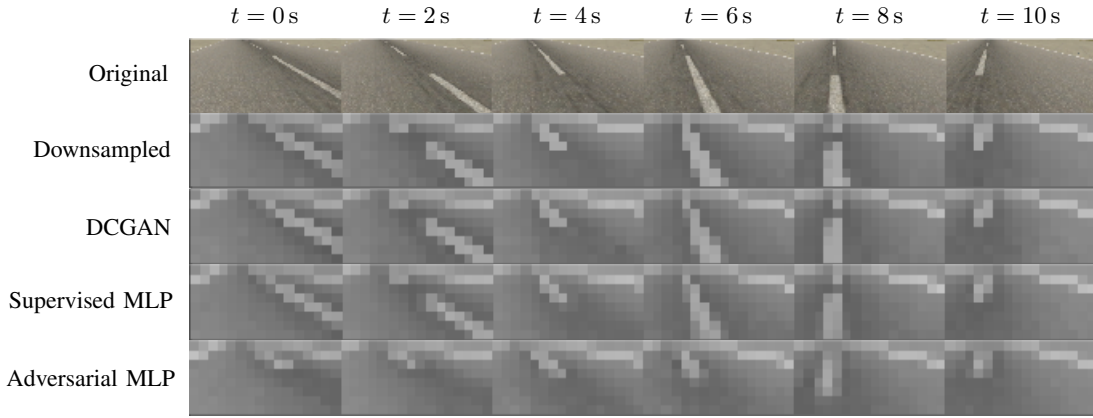 t = 0 s t = 2 s t = 4 s t = 6 s t = 8 s t = 10 s
Original
Downsampled
DCGAN
Supervised MLP
Adversarial MLP